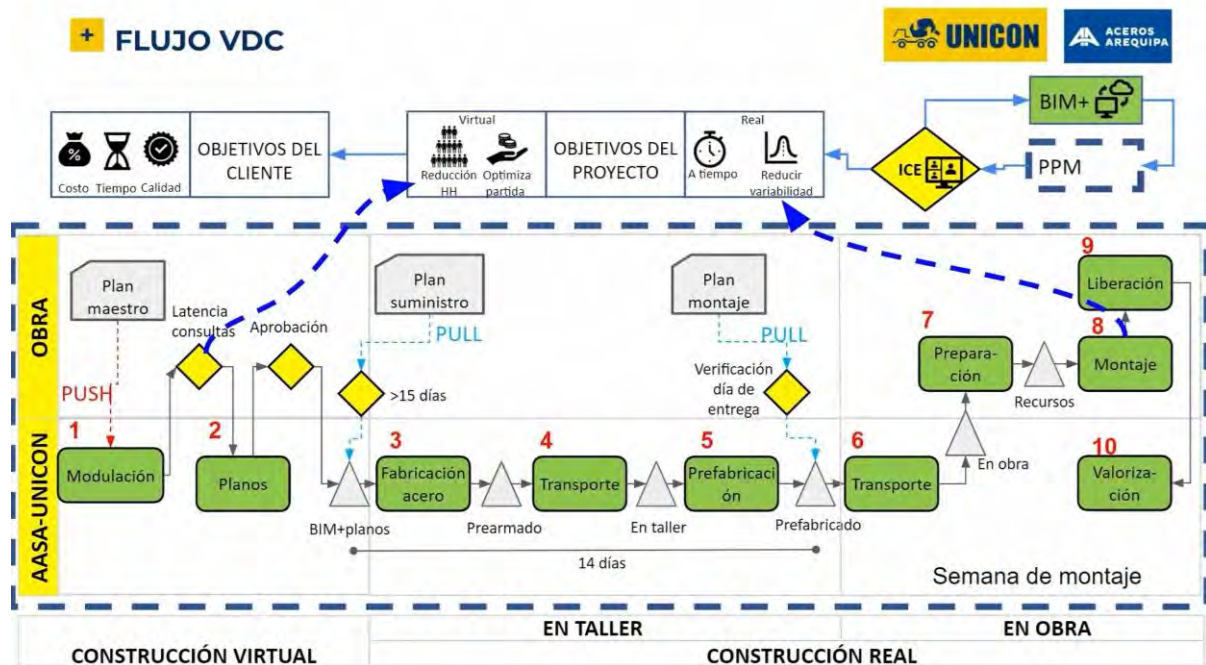 + FLUJO VDC
UNICON
ACEROS
AREQUIPA
Costo
Tiempo
Calidad
OBJETIVOS DEL
CLIENTE
Virtual
Reducción
HH
Optimiza
partida
OBJETIVOS DEL
PROYECTO
Real
A tiempo
Reducir
variabilidad
ICE
BIM+
PPM
OBRA
Plan
maestro
PUSH
Latencia
consultas
Aprobación
Plan
suministro
PULL
>15 días
Plan
montaje
PULL
Verificación
día de
entrega
7
Prepara-
ción
Recursos
9
Liberación
8
Montaje
AASA-UNICON
1
Modulación
2
Planos
BIM+planos
3
Fabricación
acero
Prearmado
4
Transporte
En taller
5
Prefabricaci
ón
Prefabricado
6
Transporte
En obra
10
Valoriza-
ción
14 días
Semana de montaje
EN TALLER
EN OBRA
CONSTRUCCIÓN VIRTUAL
CONSTRUCCIÓN REAL